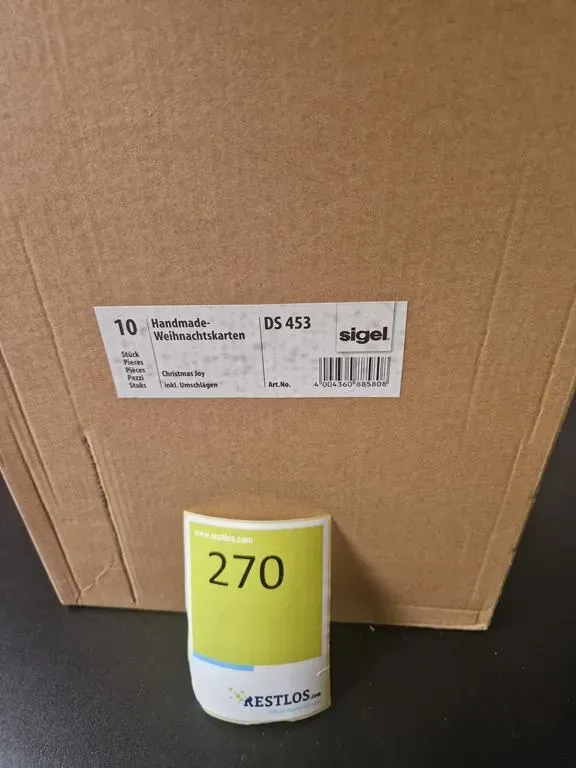 10
Stück
Pieces
Pièces
Pezzi
Stuks
Handmade-
Weihnachtskarten
Christmas Joy
inkl. Umschlägen
DS 453
Art.No.
sigel
4 004360 885808
www.restlos.com
270
RESTLOS.com